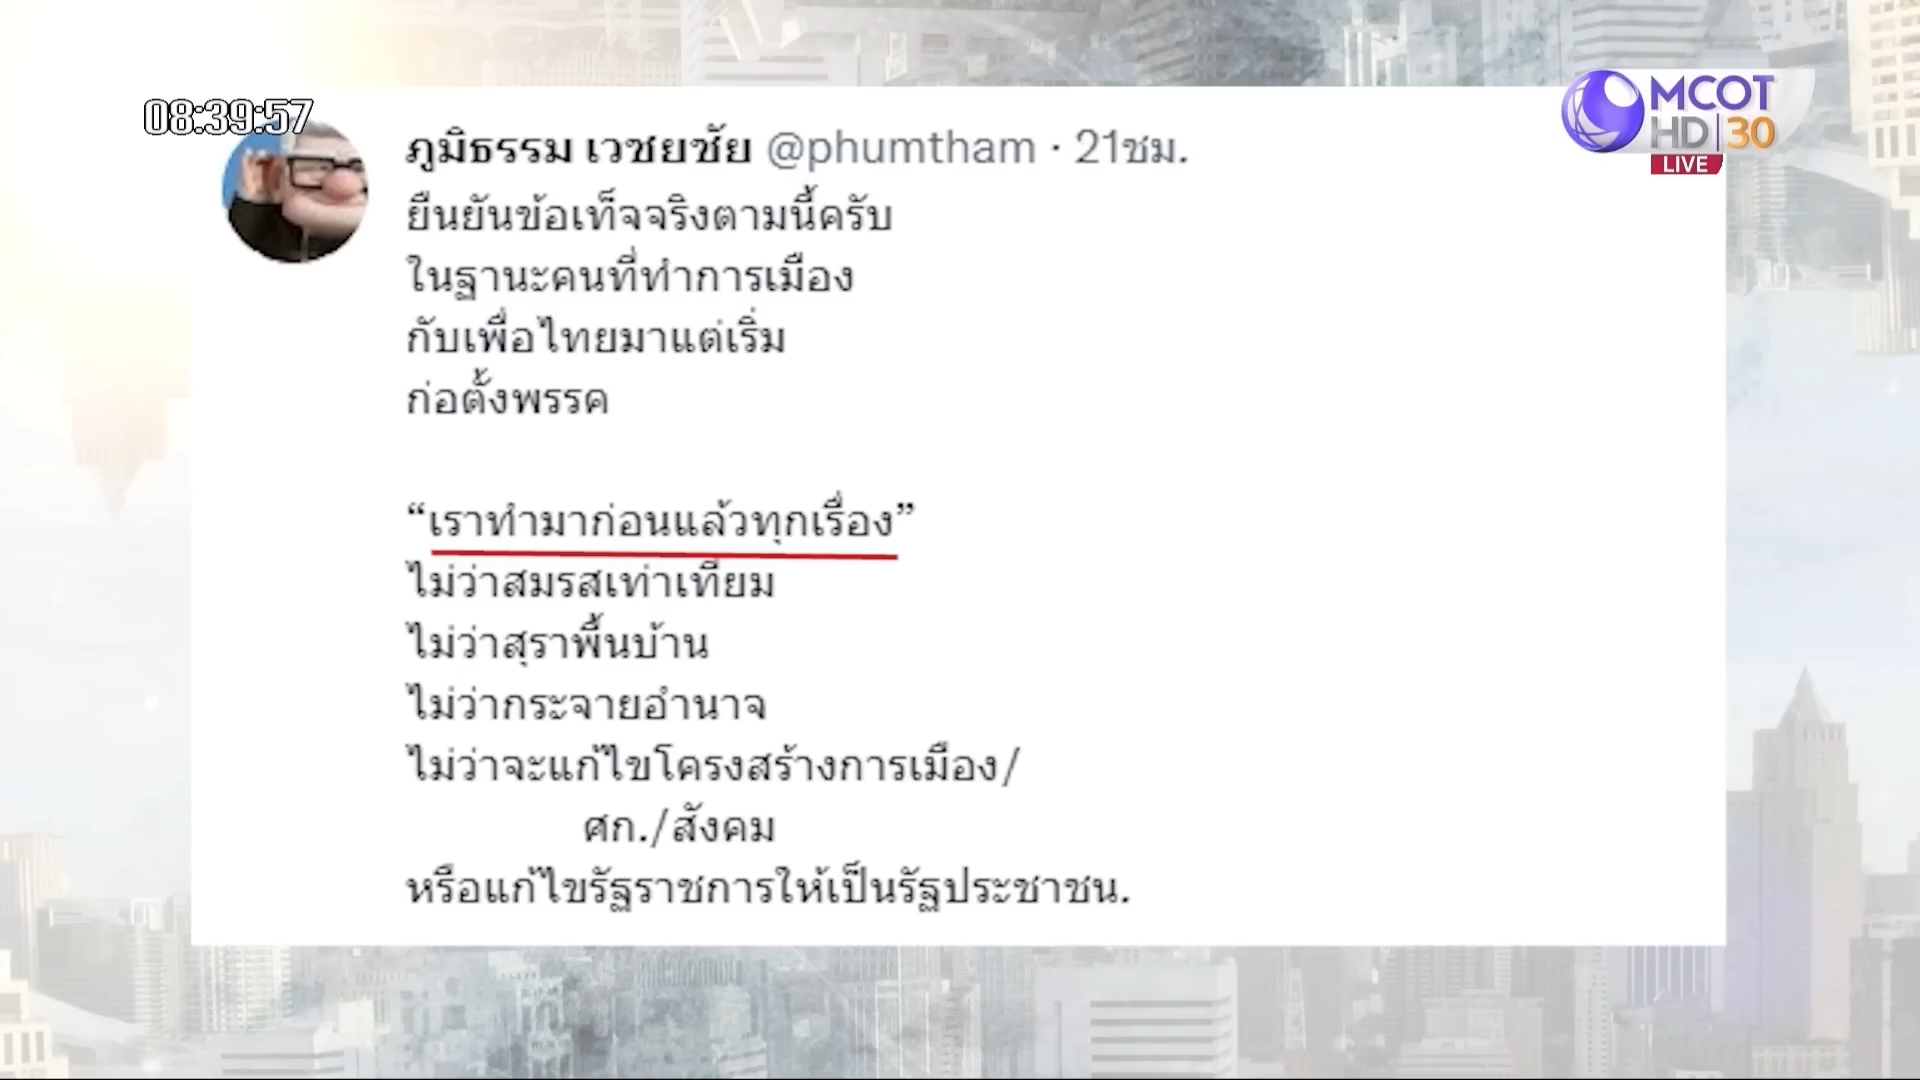 08:39:57
MCOT
HD|30
LIVE
ภูมิธรรม เวชยชัย @phumtham · 21ชม.
ยืนยันข้อเท็จจริงตามนี้ครับ
ในฐานะคนที่ทำการเมือง
กับเพื่อไทยมาแต่เริ่ม
ก่อตั้งพรรค
“เราทำมาก่อนแล้วทุกเรื่อง”
ไม่ว่าสมรสเท่าเทียม
ไม่ว่าสุราพื้นบ้าน
ไม่ว่ากระจายอำนาจ
ไม่ว่าจะแก้ไขโครงสร้างการเมือง/
ศก./สังคม
หรือแก้ไขรัฐราชการให้เป็นรัฐประชาชน.